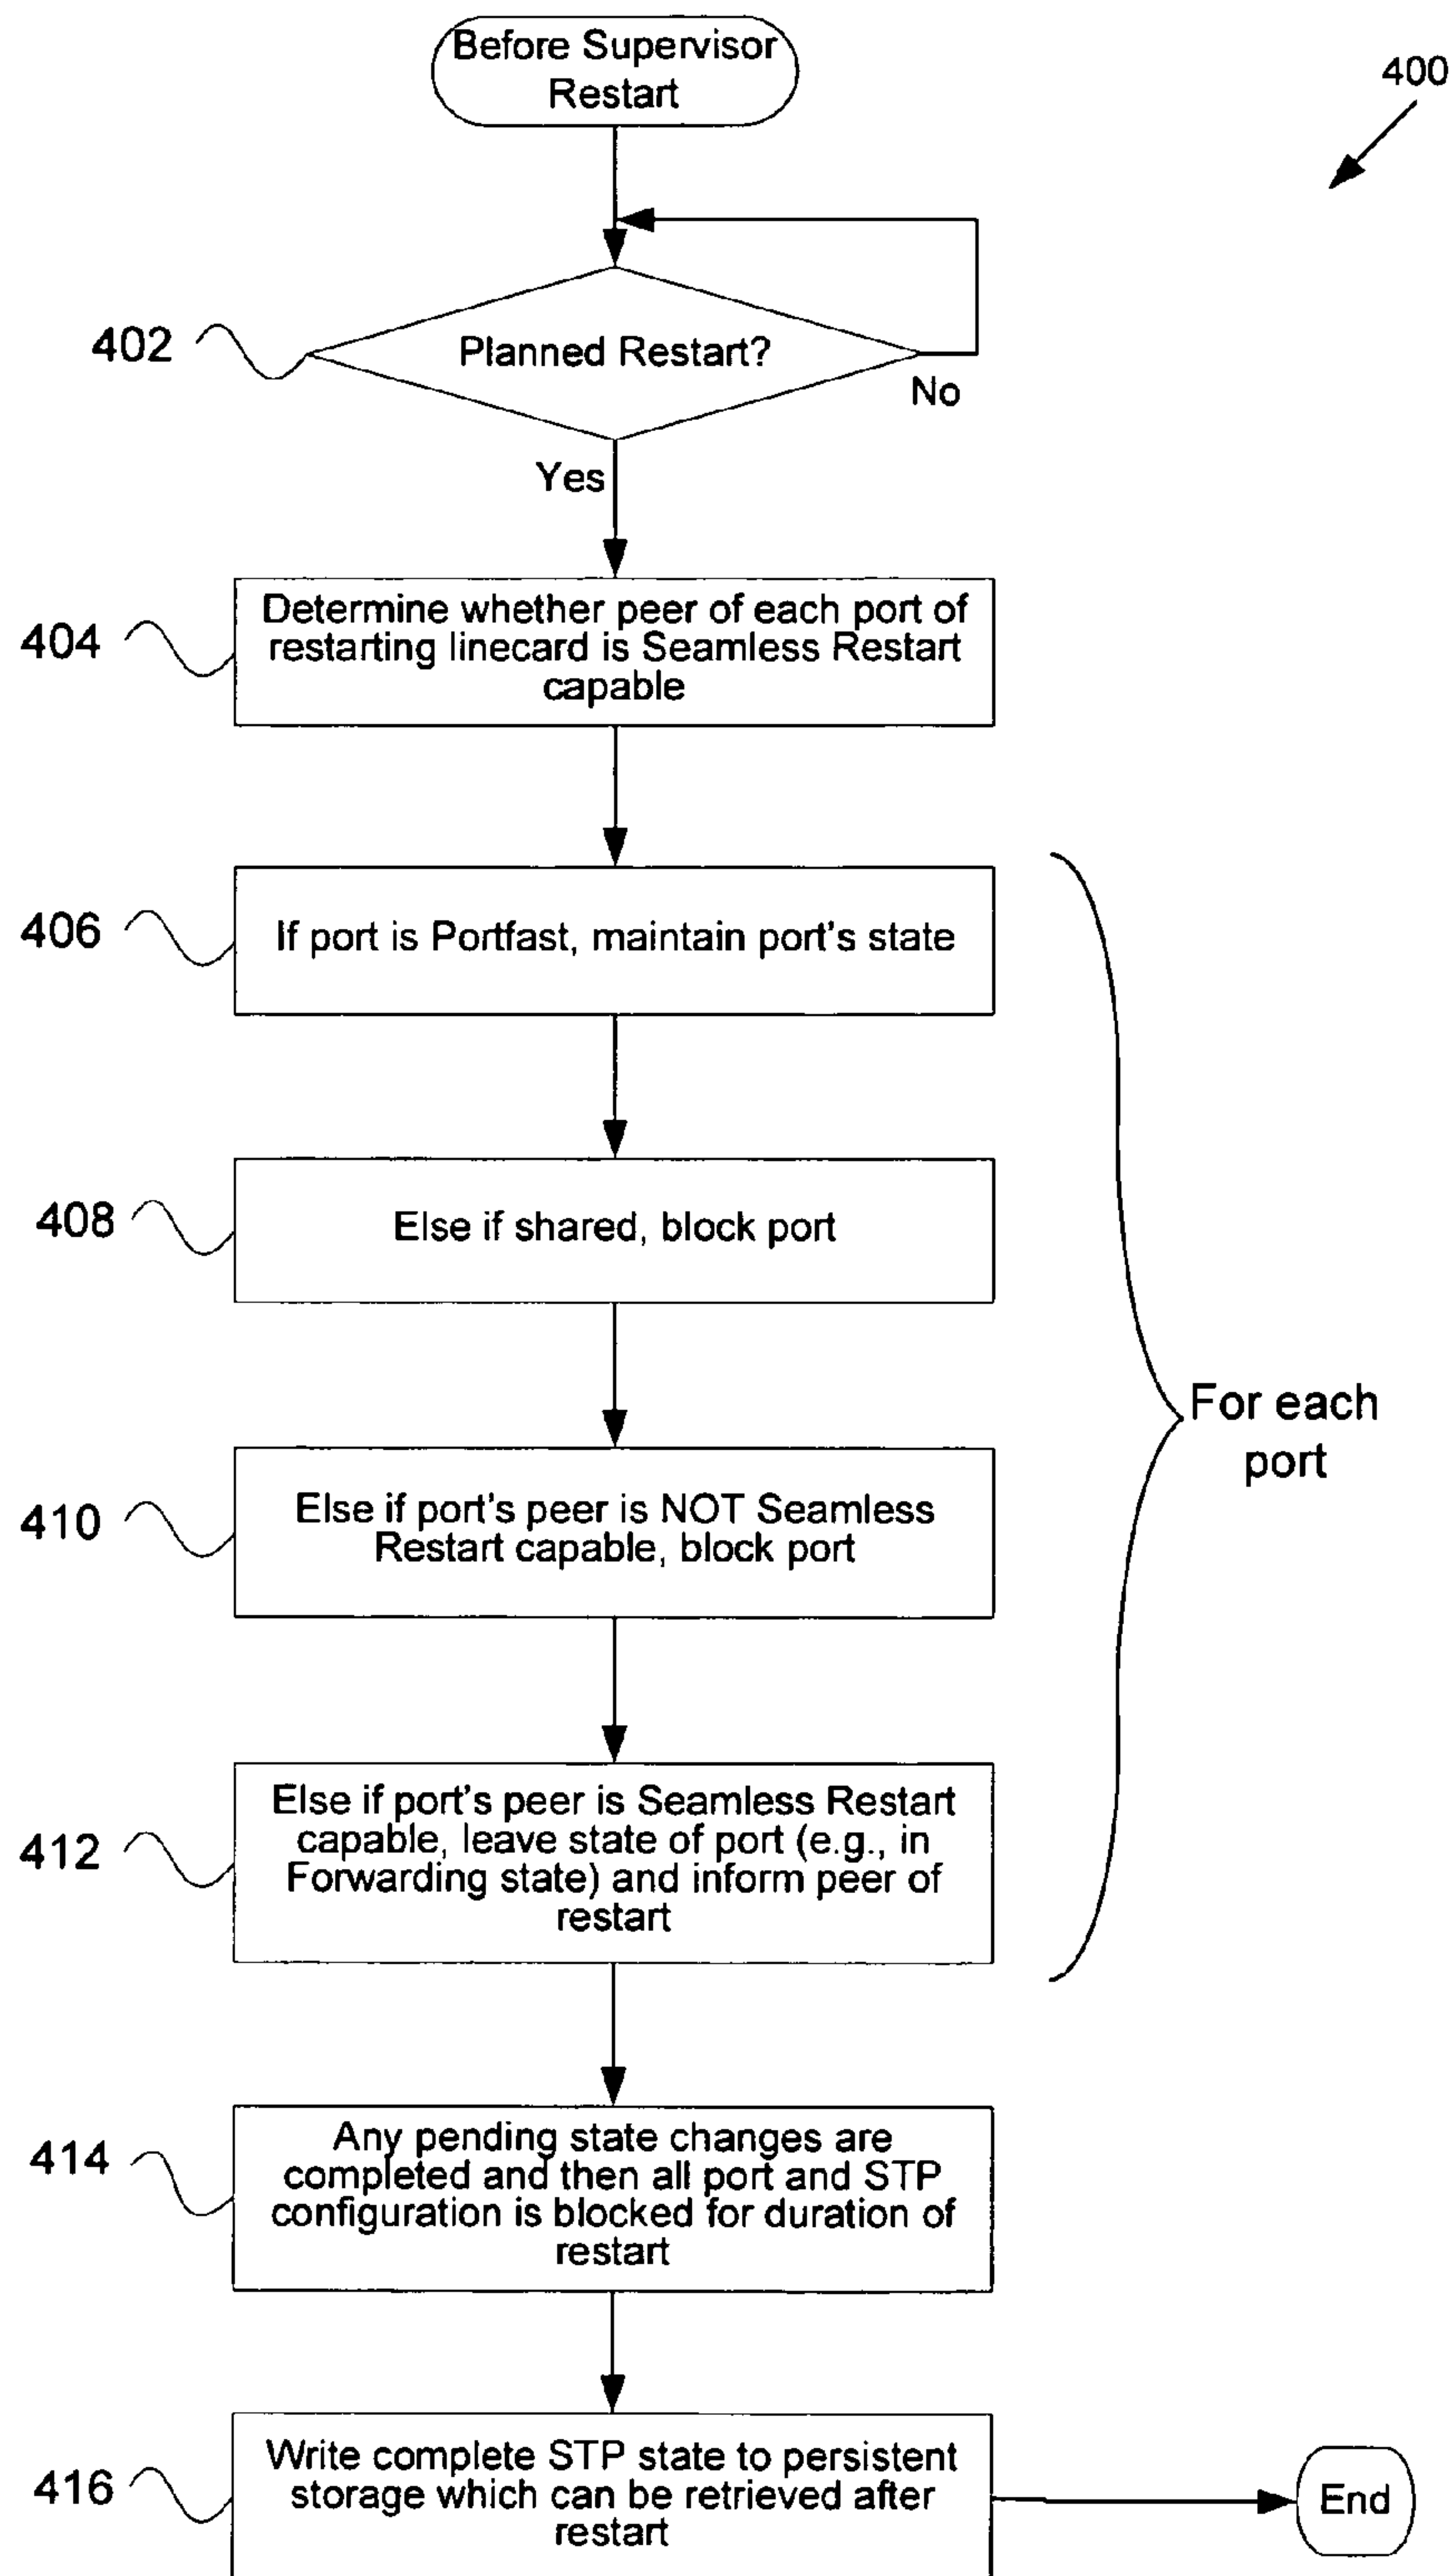 Before Supervisor
Restart
400
402
Planned Restart?
No
Yes
404
Determine whether peer of each port of
restarting linecard is Seamless Restart
capable
406
If port is Portfast, maintain port's state
408
Else if shared, block port
For each
port
410
Else if port's peer is NOT Seamless
Restart capable, block port
412
Else if port's peer is Seamless Restart
capable, leave state of port (e.g., in
Forwarding state) and inform peer of
restart
414
Any pending state changes are
completed and then all port and STP
configuration is blocked for duration of
restart
416
Write complete STP state to persistent
storage which can be retrieved after
restart
End